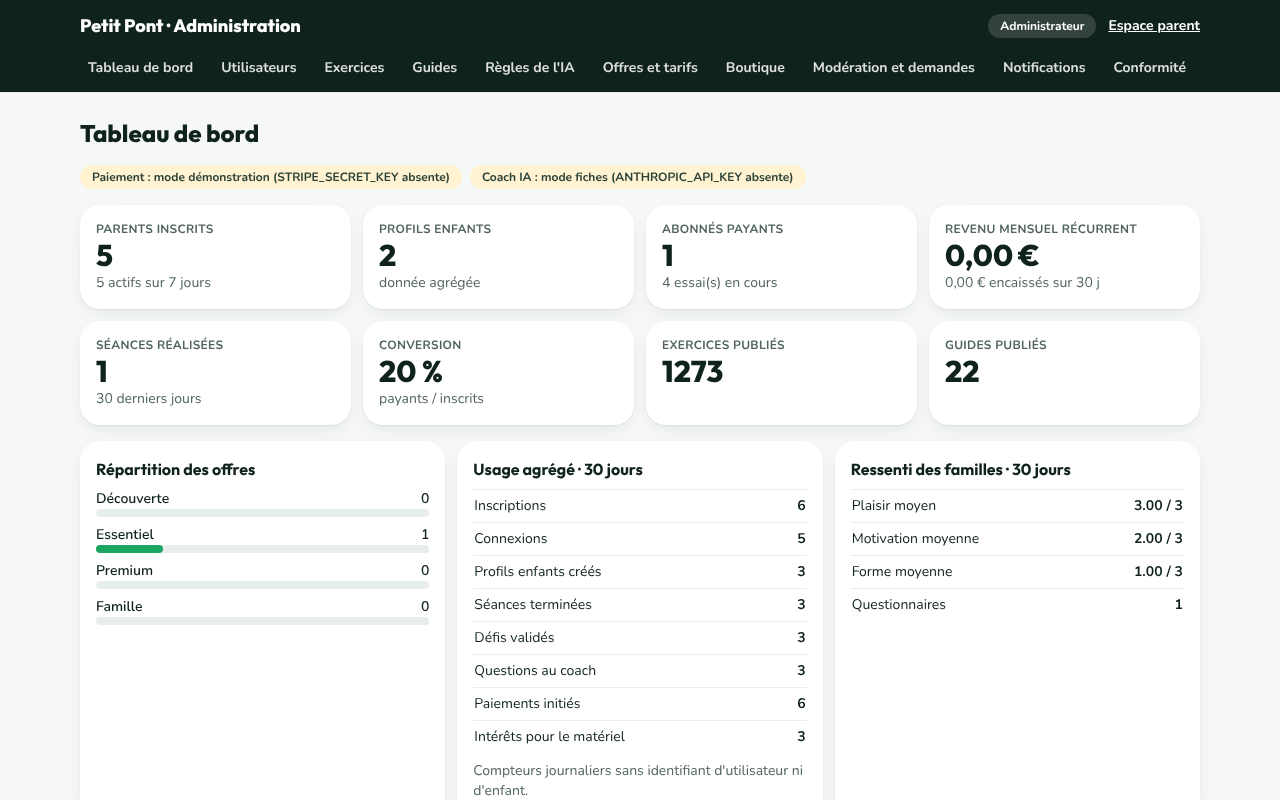 Petit Pont · Administration
Administrateur
Espace parent
Tableau de bord
Utilisateurs
Exercices
Guides
Règles de l'IA
Offres et tarifs
Boutique
Modération et demandes
Notifications
Conformité
Tableau de bord
Paiement : mode démonstration (STRIPE_SECRET_KEY absente)
Coach IA : mode fiches (ANTHROPIC_API_KEY absente)
PARENTS INSCRITS
5
5 actifs sur 7 jours
PROFILS ENFANTS
2
donnée agrégée
ABONNÉS PAYANTS
1
4 essai(s) en cours
REVENU MENSUEL RÉCURRENT
0,00 €
0,00 € encaissés sur 30 j
SÉANCES RÉALISÉES
1
30 derniers jours
CONVERSION
20 %
payants / inscrits
EXERCICES PUBLIÉS
1273
GUIDES PUBLIÉS
22
Répartition des offres
Découverte 0
Essentiel 1
Premium 0
Famille 0
Usage agrégé · 30 jours
Inscriptions 6
Connexions 5
Profils enfants créés 3
Séances terminées 3
Défis validés 3
Questions au coach 3
Paiements initiés 6
Intérêts pour le matériel 3
Compteurs journaliers sans identifiant d'utilisateur ni
d'enfant.
Ressenti des familles · 30 jours
Plaisir moyen 3.00 / 3
Motivation moyenne 2.00 / 3
Forme moyenne 1.00 / 3
Questionnaires 1